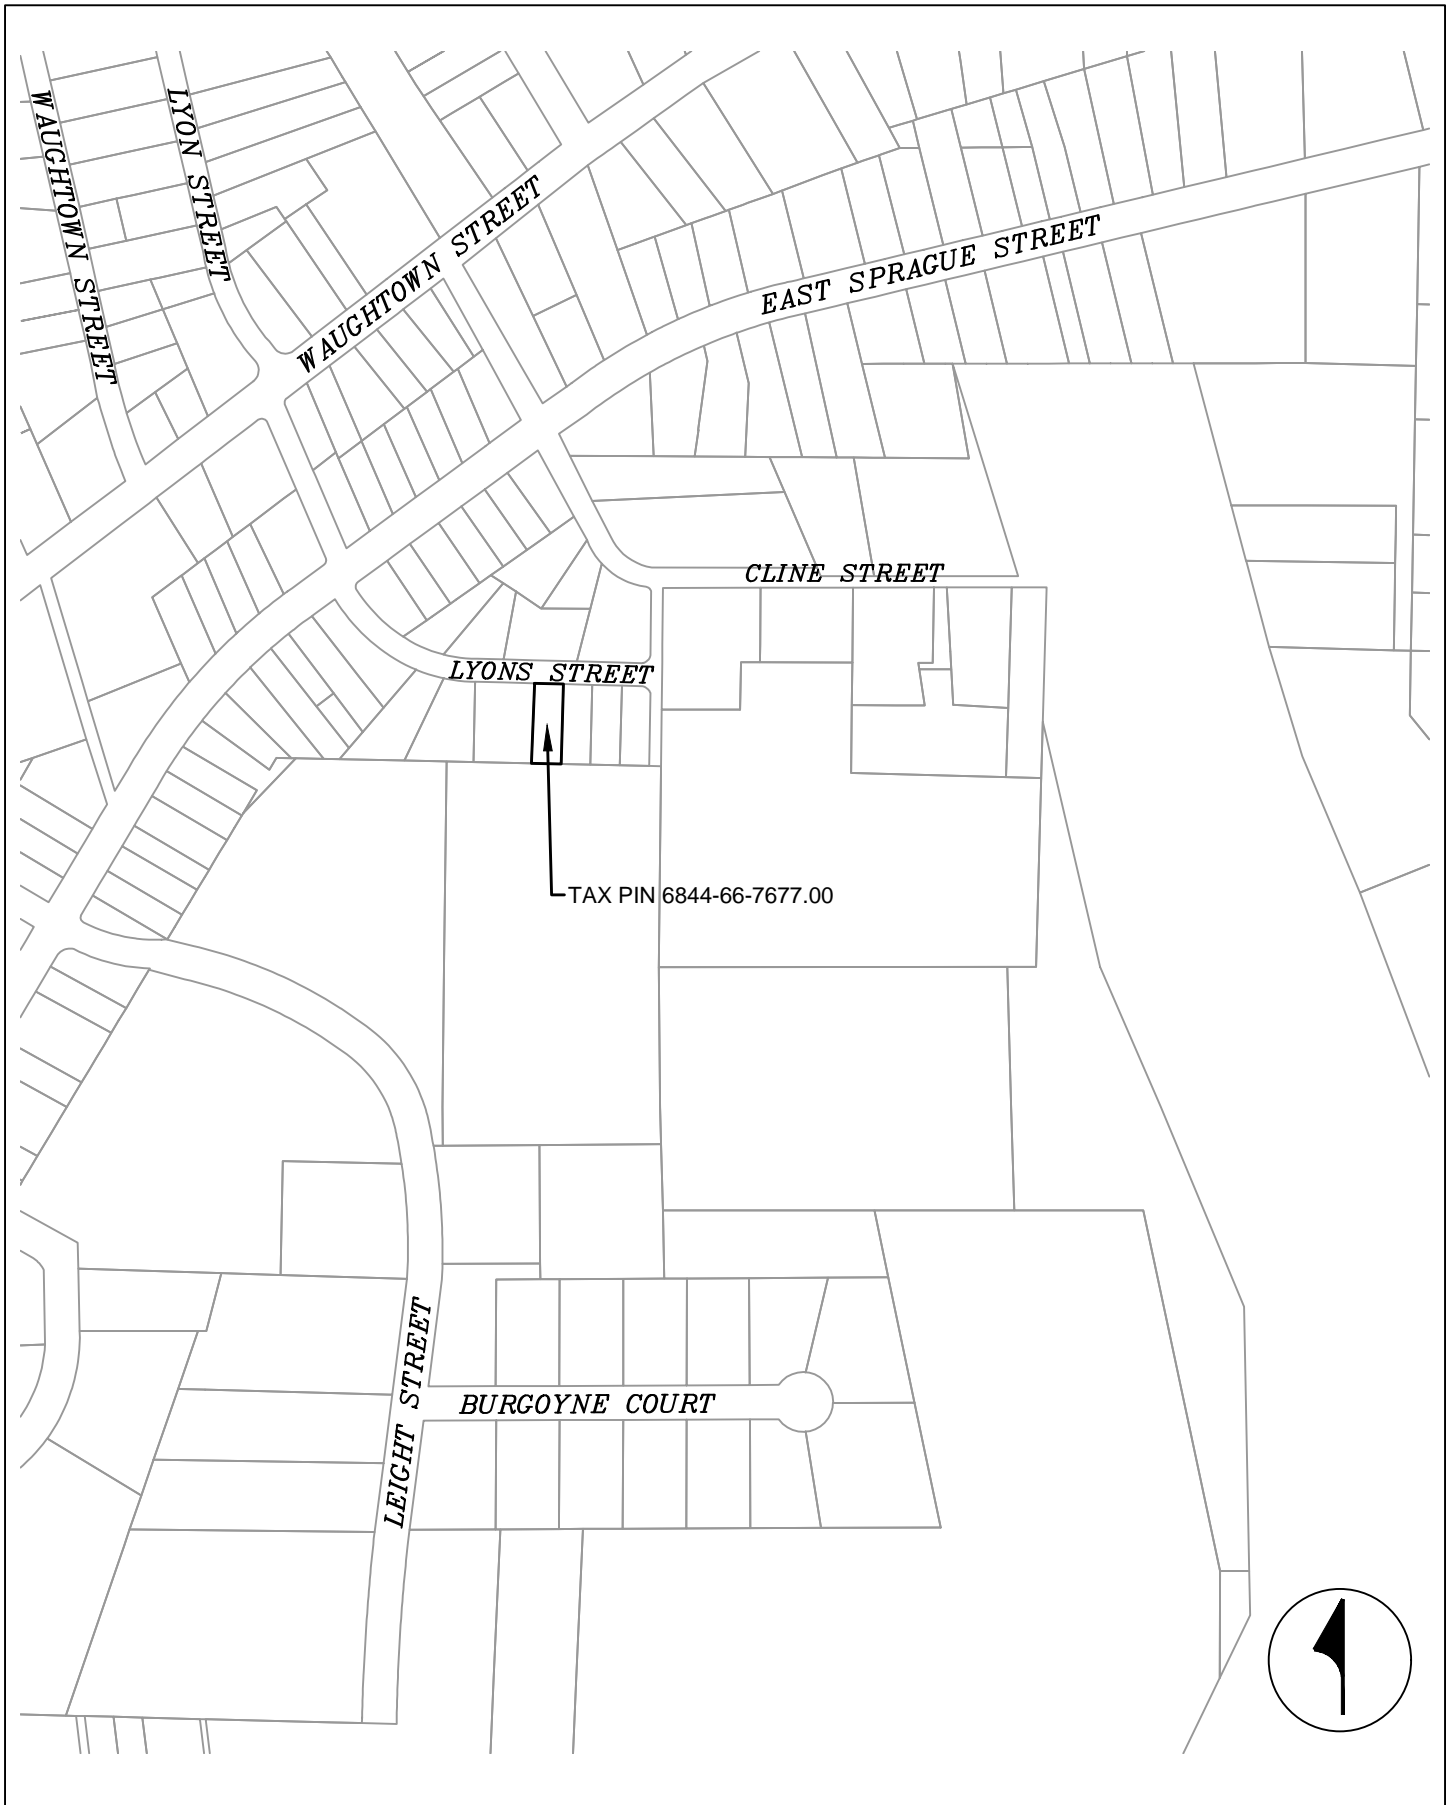 WAUGHTOWN STREET
LYON STREET
WAUGHTOWN STREET
EAST SPRAGUE STREET
CLINE STREET
LYONS STREET
TAX PIN 6844-66-7677.00
LEIGHT STREET
BURGOYNE COURT